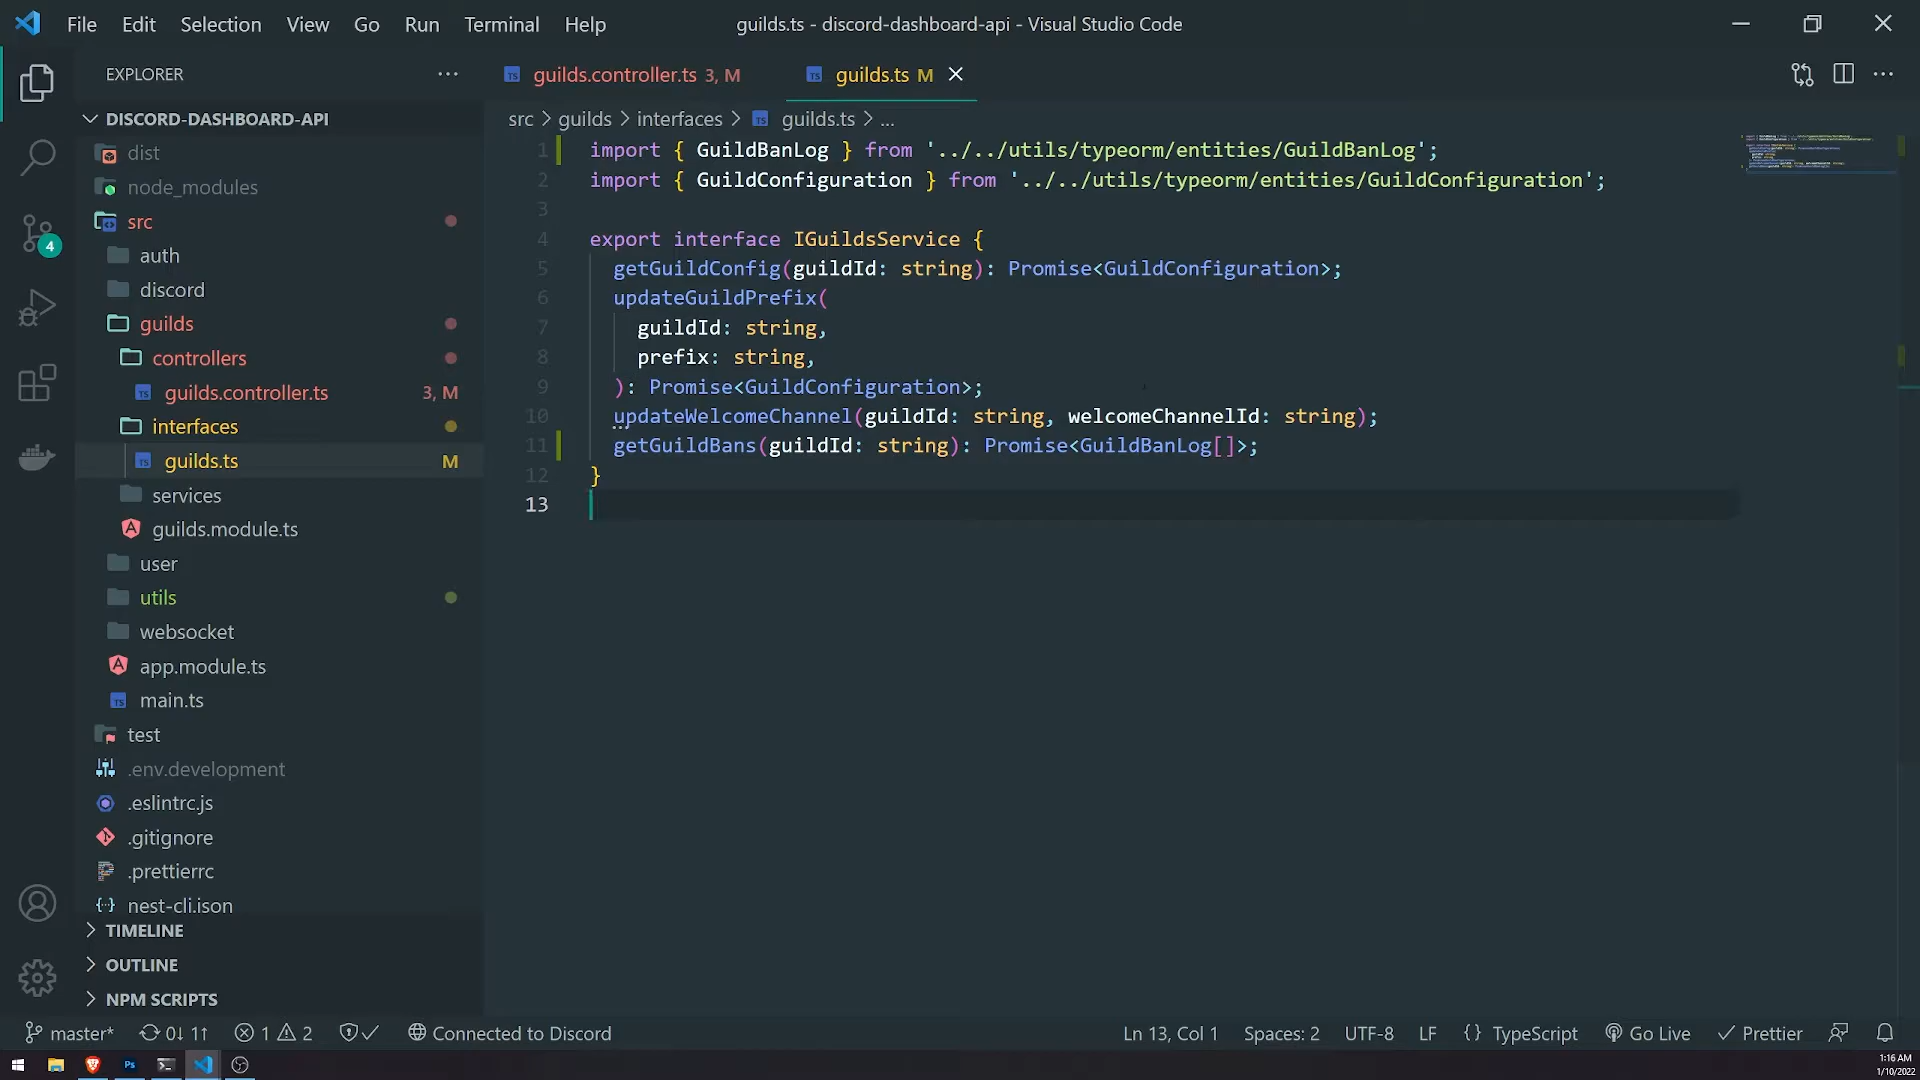 File Edit Selection View Go Run Terminal Help
guilds.ts - discord-dashboard-api - Visual Studio Code
EXPLORER
DISCORD-DASHBOARD-API
dist
node_modules
src
auth
discord
guilds
controllers
guilds.controller.ts 3, M
interfaces
guilds.ts M
services
guilds.module.ts
user
utils
websocket
app.module.ts
main.ts
test
.env.development
.eslintrc.js
.gitignore
.prettierrc
nest-cli.json
TIMELINE
OUTLINE
NPM SCRIPTS
4
guilds.controller.ts 3, M
guilds.ts M
src > guilds > interfaces > guilds.ts > ...
1 import { GuildBanLog } from '../../utils/typeorm/entities/GuildBanLog';
2 import { GuildConfiguration } from '../../utils/typeorm/entities/GuildConfiguration';
3
4 export interface IGuildsService {
5 getGuildConfig(guildId: string): Promise<GuildConfiguration>;
6 updateGuildPrefix(
7 guildId: string,
8 prefix: string,
9 ): Promise<GuildConfiguration>;
10 updateWelcomeChannel(guildId: string, welcomeChannelId: string);
11 getGuildBans(guildId: string): Promise<GuildBanLog[]>;
12 }
13
master* 0↓ 1↑ 1 2 Connected to Discord
Ln 13, Col 1 Spaces: 2 UTF-8 LF {} TypeScript Go Live Prettier
Ps
1:16 AM
1/10/2022